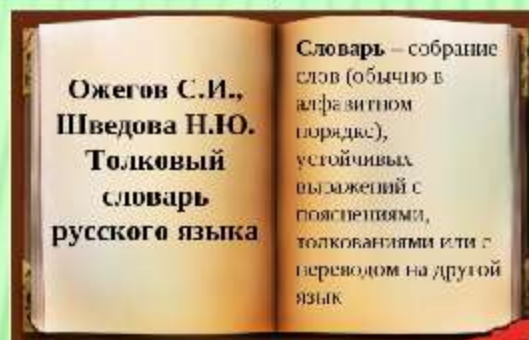 Ожегов С.И.,
Шведова Н.Ю.
Толковый
словарь
русского языка
Словарь – собрание
слов (обычно в
алфавитном
порядке),
устойчивых
выражений с
пояснениями,
толкованиями или с
переводом на другой
язык